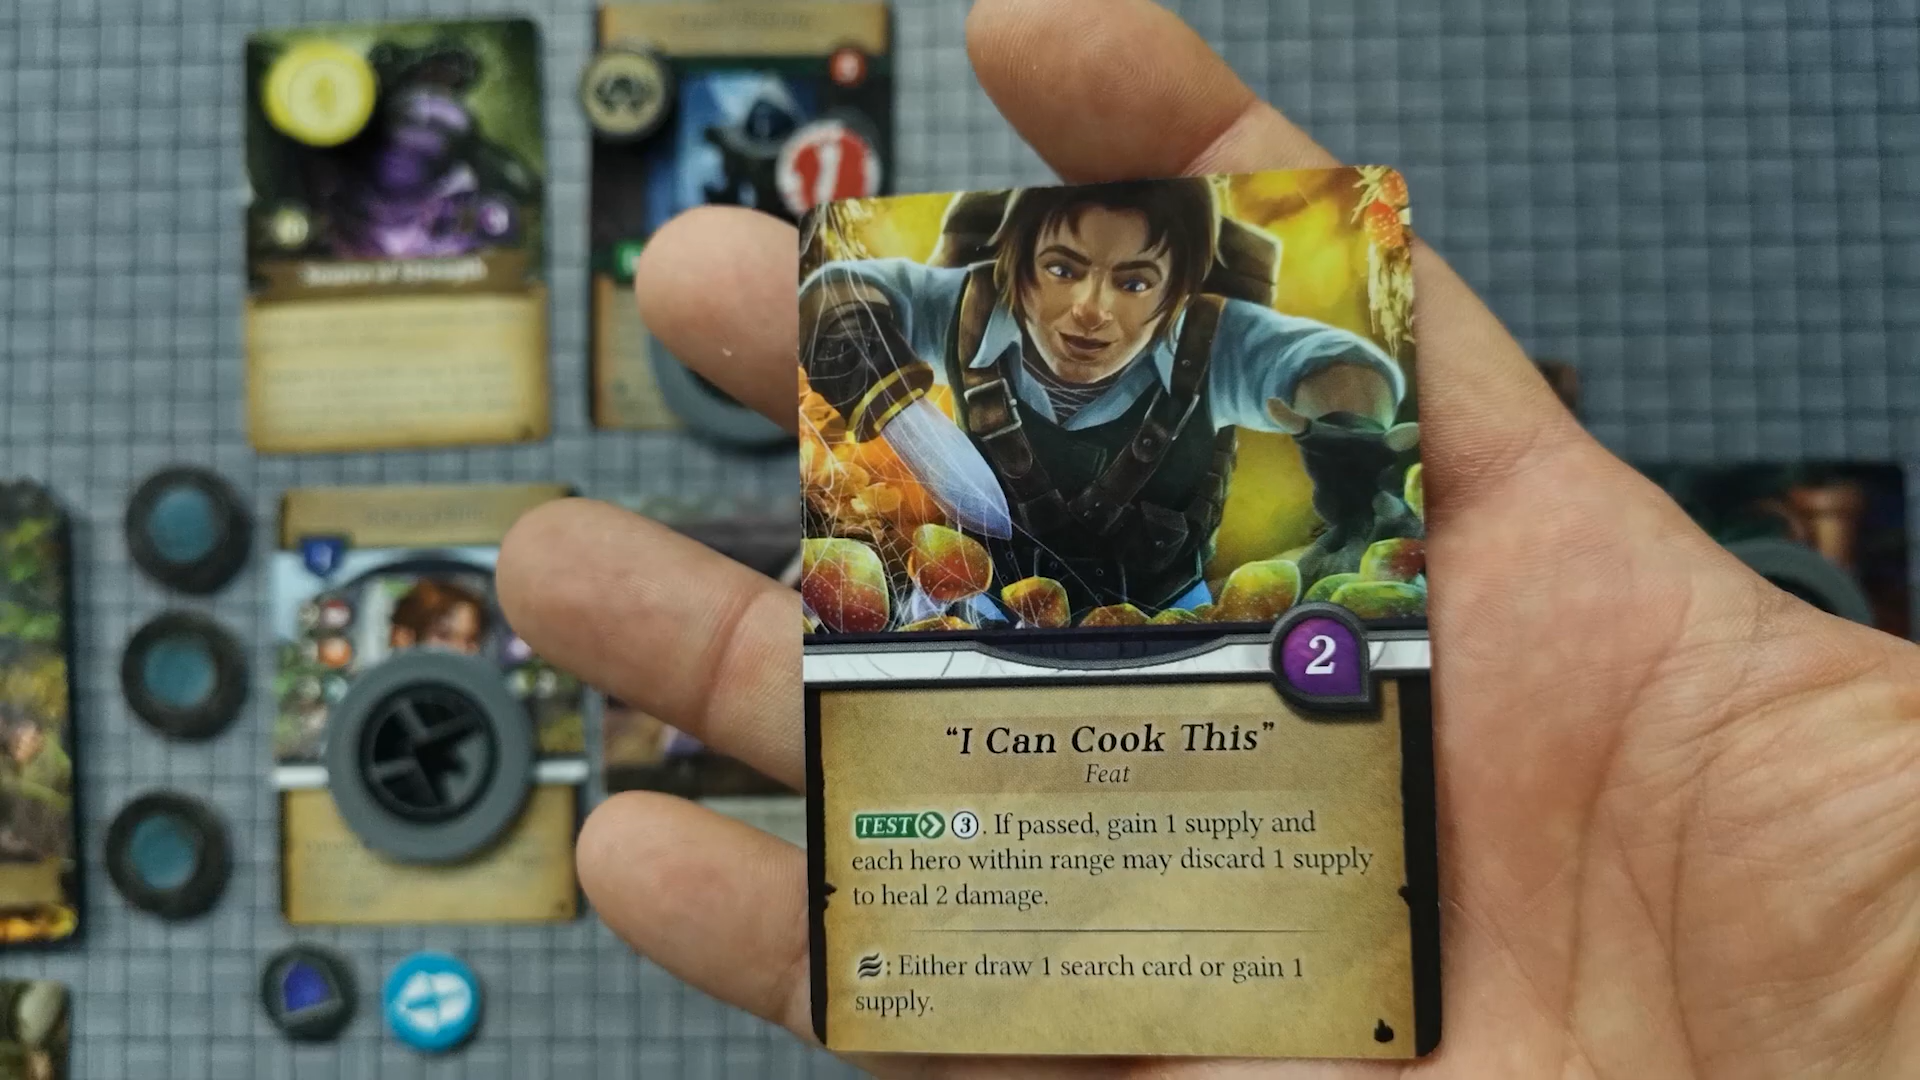 2
“I Can Cook This”
Feat
TEST 3. If passed, gain 1 supply and
each hero within range may discard 1 supply
to heal 2 damage.
: Either draw 1 search card or gain 1
supply.